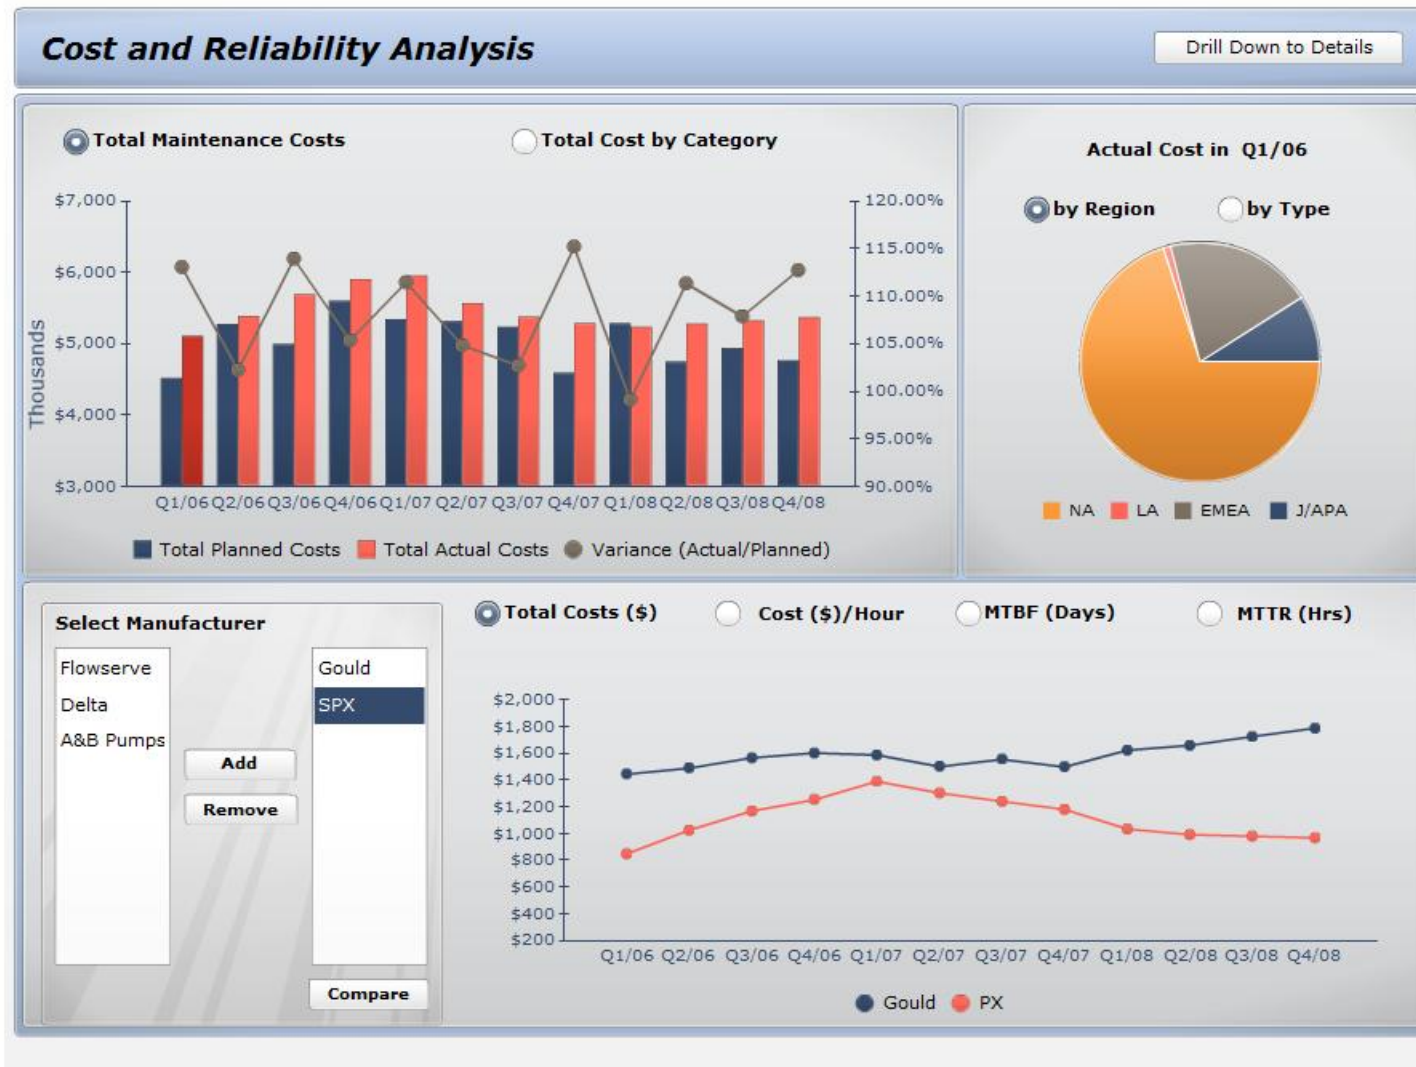 Cost and Reliability Analysis
Drill Down to Details
Total Maintenance Costs
Total Cost by Category
$7,000
$6,000
$5,000
$4,000
$3,000
Thousands
120.00%
115.00%
110.00%
105.00%
100.00%
95.00%
90.00%
Q1/06 Q2/06 Q3/06 Q4/06 Q1/07 Q2/07 Q3/07 Q4/07 Q1/08 Q2/08 Q3/08 Q4/08
Total Planned Costs Total Actual Costs Variance (Actual/Planned)
Actual Cost in Q1/06
by Region by Type
NA LA EMEA J/APA
Select Manufacturer
Flowserve
Delta
A&B Pumps
Add
Remove
Gould
SPX
Compare
Total Costs ($) Cost ($)/Hour MTBF (Days) MTTR (Hrs)
$2,000
$1,800
$1,600
$1,400
$1,200
$1,000
$800
$600
$400
$200
Q1/06 Q2/06 Q3/06 Q4/06 Q1/07 Q2/07 Q3/07 Q4/07 Q1/08 Q2/08 Q3/08 Q4/08
Gould PX